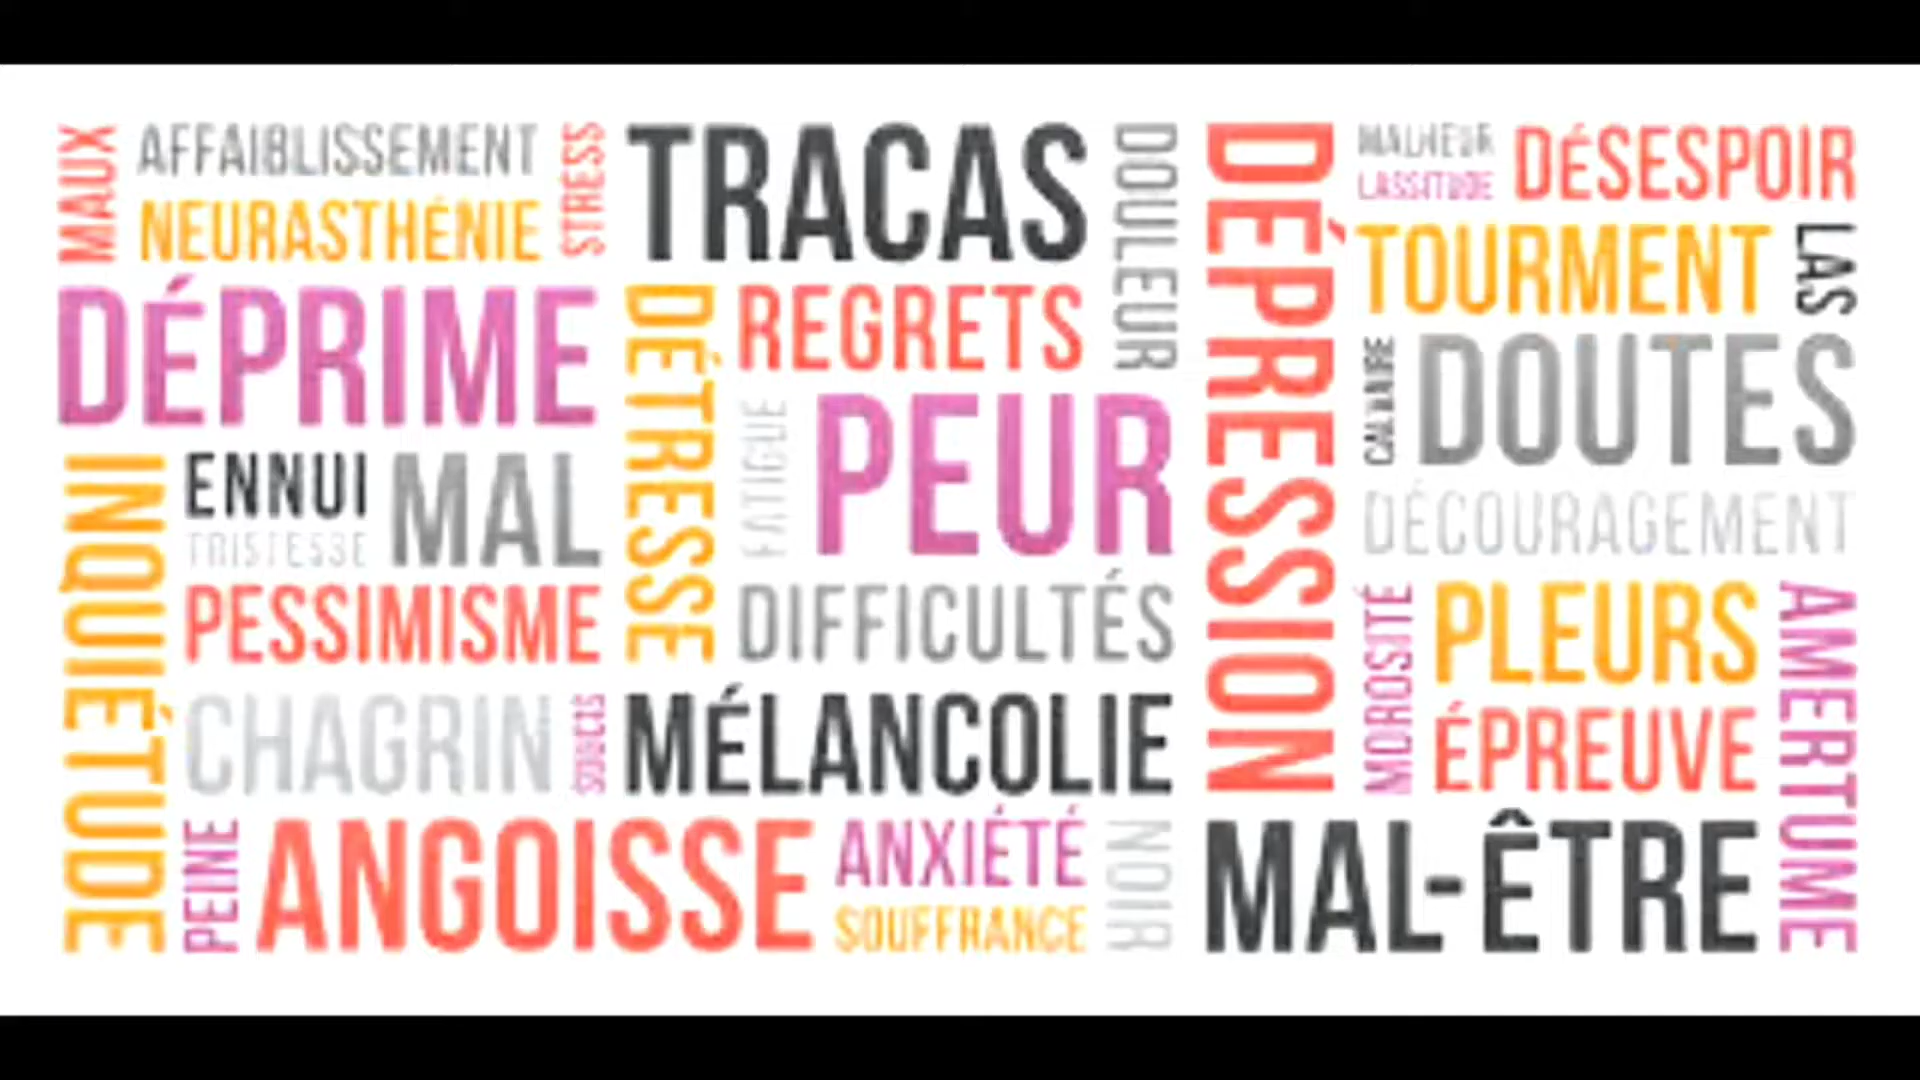 MAUX
AFFAIBLISSEMENT
STRESS
NEURASTHÉNIE
TRACAS
DOULEUR
DÉPRESSION
MALHEUR
LASSITUDE
DÉSESPOIR
TOURMENT
LAS
DÉPRIME
DÉTRESSE
REGRETS
CALVAIRE
DOUTES
FATIGUE
PEUR
INQUIÉTUDE
ENNUI
TRISTESSE
MAL
DÉCOURAGEMENT
PESSIMISME
DIFFICULTÉS
MOROSITÉ
PLEURS
AMERTUME
CHAGRIN
SOUCIS
MÉLANCOLIE
ÉPREUVE
PEINE
ANGOISSE
ANXIÉTÉ
SOUFFRANCE
NOIR
MAL-ÊTRE